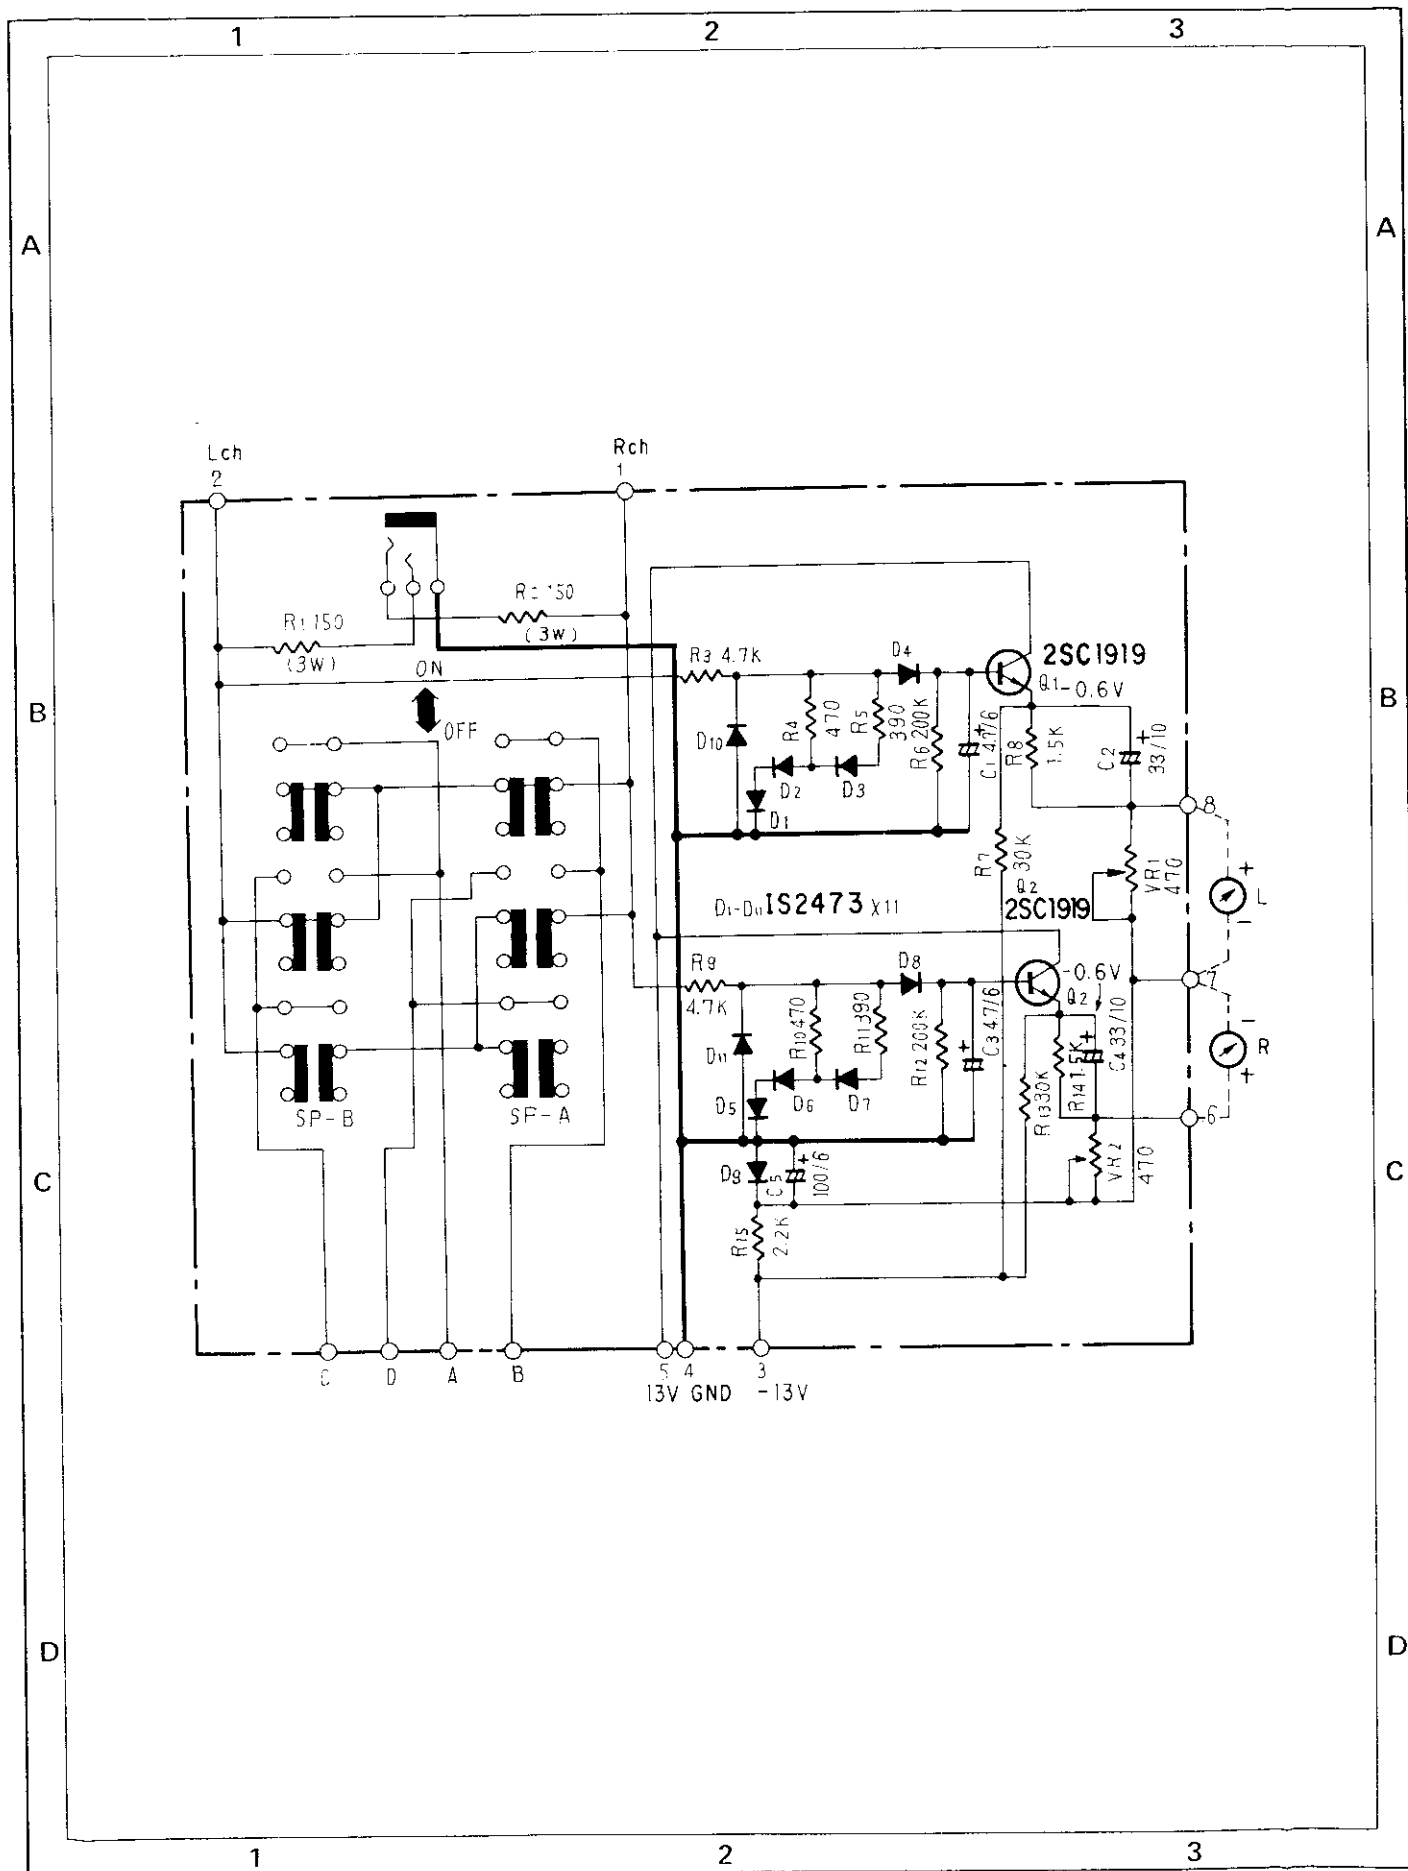 1 2 3
A A
Lch
2
Rch
1
R1 150
(3W)
150
(3W)
ON
OFF
R3 4.7K
D4
2SC1919
Q1 -0.6V
B B
D10
R4
470
R5
390
R6 200K
C1 4.7/6
R8
1.5K
C2
33/10
D2
D3
D1
8
R7
30K
VR1
470
L
Q2
2SC1919
D1-D11 1S2473 X11
R9
4.7K
D8
-0.6V
Q2
7
D11
R10 470
R11 390
R12 200K
C3 4.7/6
C4 33/10
R
D5
D6
D7
R13 30K
R14 1.5K
6
SP-B
SP-A
D9
C5
100/6
VR2
470
C C
R15
2.2K
C D A B 5 4 3
13V GND -13V
D D
1 2 3